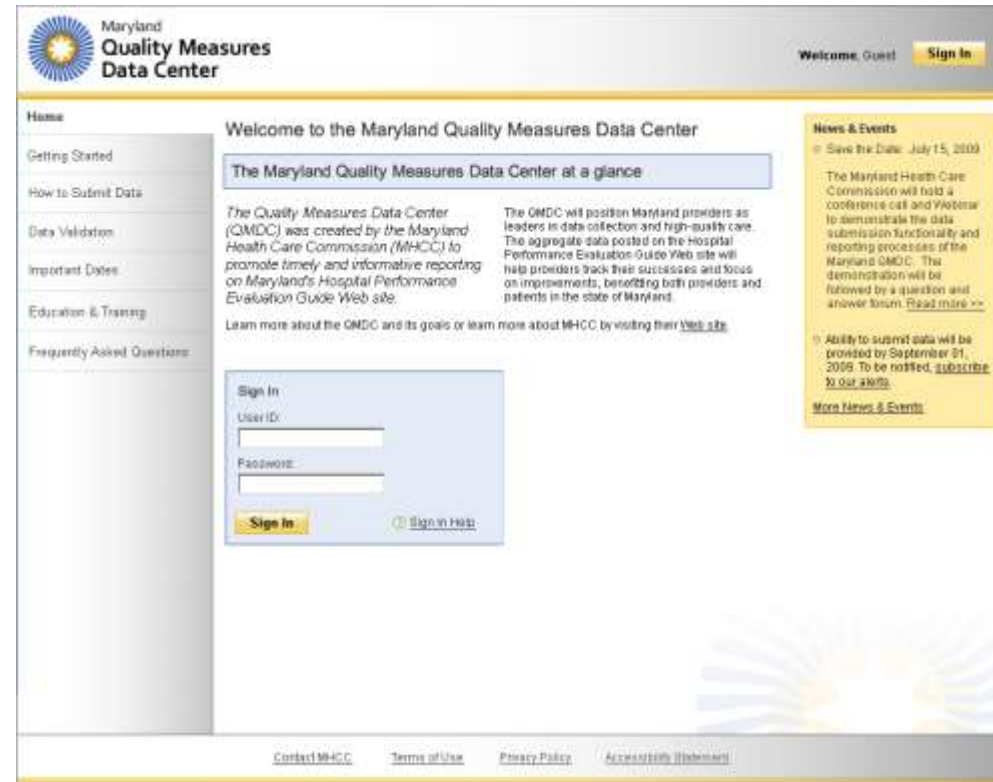 Maryland
Quality Measures
Data Center
Welcome, Guest
Sign In
Home
Getting Started
How to Submit Data
Data Validation
Important Dates
Education & Training
Frequently Asked Questions
Welcome to the Maryland Quality Measures Data Center
The Maryland Quality Measures Data Center at a glance
The Quality Measures Data Center
(QMDC) was created by the Maryland
Health Care Commission (MHCC) to
promote timely and informative reporting
on Maryland's Hospital Performance
Evaluation Guide Web site.
The QMDC will position Maryland providers as
leaders in data collection and high-quality care.
The aggregate data posted on the Hospital
Performance Evaluation Guide Web site will
help providers track their successes and focus
on improvements, benefitting both providers and
patients in the state of Maryland.
Learn more about the QMDC and its goals or learn more about MHCC by visiting their Web site.
Sign In
User ID:
Password:
Sign In
Sign In Help
News & Events
Save the Date: July 15, 2009
The Maryland Health Care
Commission will hold a
conference call and Webinar
to demonstrate the data
submission functionality and
reporting processes of the
Maryland QMDC. The
demonstration will be
followed by a question and
answer forum. Read more >>
Ability to submit data will be
provided by September 01,
2009. To be notified, subscribe
to our alerts.
More News & Events
Contact MHCC
Terms of Use
Privacy Policy
Accessibility Statement